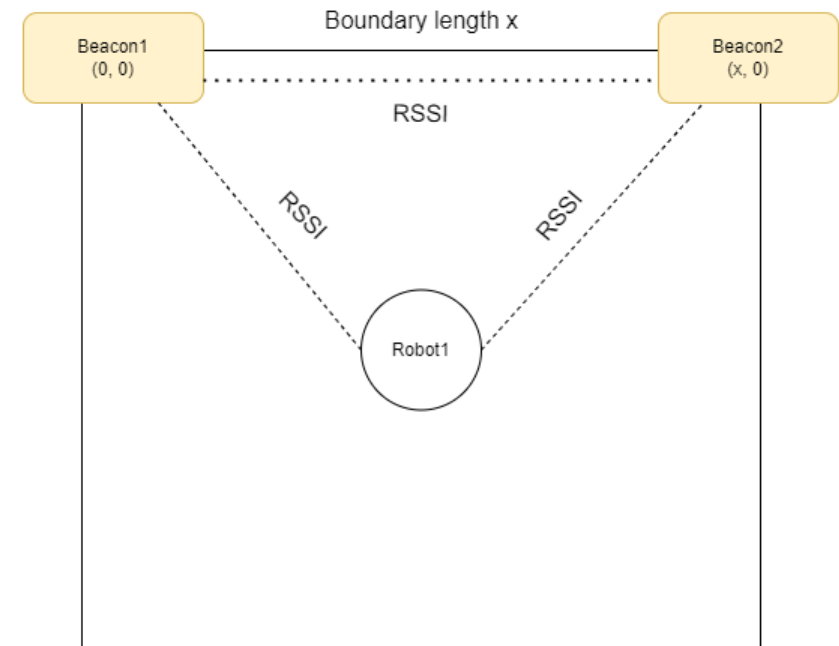 Boundary length x
Beacon1
(0, 0)
Beacon2
(x, 0)
RSSI
RSSI
RSSI
Robot1